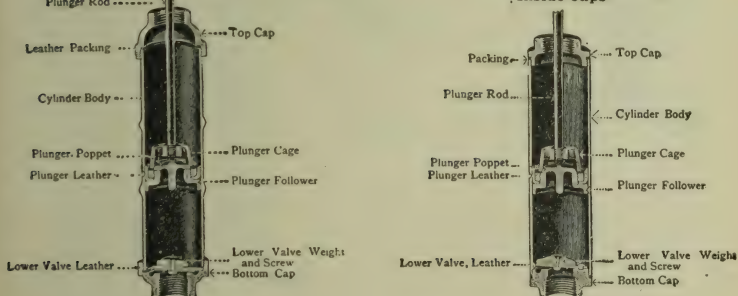 Plunger Rod
Leather Packing
Top Cap
Cylinder Body
Plunger Poppet
Plunger Cage
Plunger Leather
Plunger Follower
Lower Valve Leather
Lower Valve Weight
and Screw
Bottom Cap
Packing
Top Cap
Plunger Rod
Cylinder Body
Plunger Poppet
Plunger Cage
Plunger Leather
Plunger Follower
Lower Valve, Leather
Lower Valve Weight
and Screw
Bottom Cap